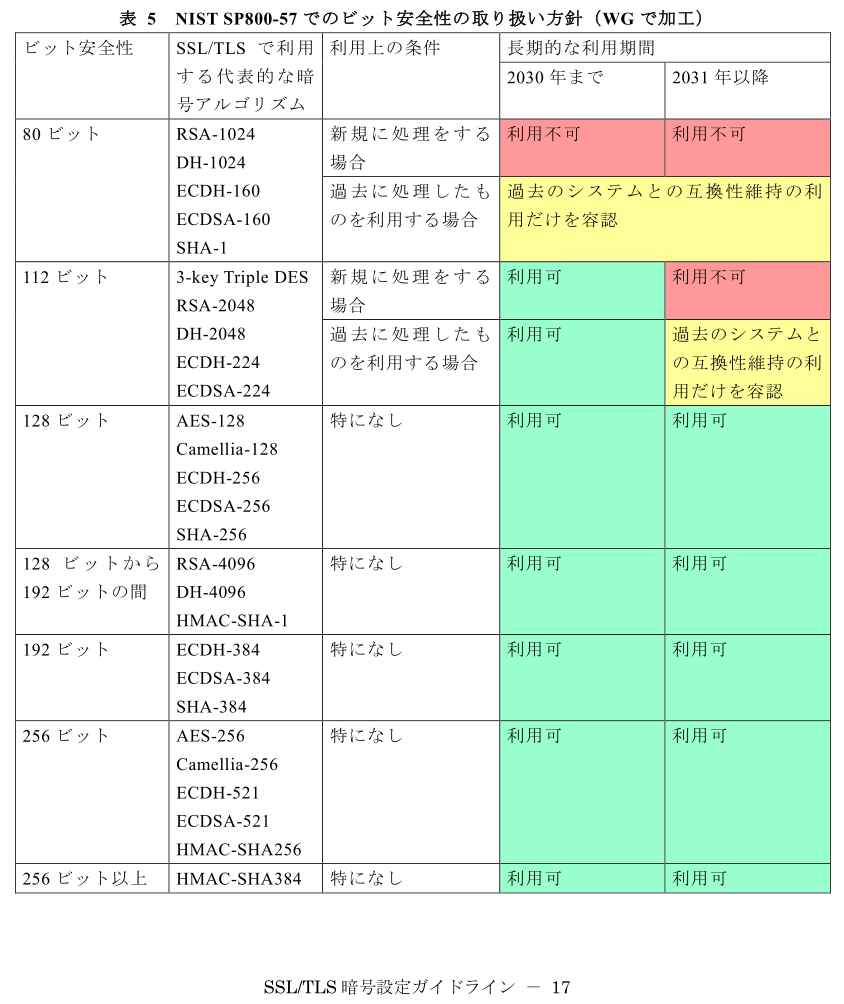 表 5 NIST SP800-57 でのビット安全性の取り扱い方針（WG で加工）
ビット安全性
SSL/TLS で利用
する代表的な暗
号アルゴリズム
利用上の条件
長期的な利用期間
2030 年まで
2031 年以降
80 ビット
RSA-1024
DH-1024
ECDH-160
ECDSA-160
SHA-1
新規に処理をする
場合
利用不可
利用不可
過去に処理したも
のを利用する場合
過去のシステムとの互換性維持の利
用だけを容認
112 ビット
3-key Triple DES
RSA-2048
DH-2048
ECDH-224
ECDSA-224
新規に処理をする
場合
利用可
利用不可
過去に処理したも
のを利用する場合
利用可
過去のシステムと
の互換性維持の利
用だけを容認
128 ビット
AES-128
Camellia-128
ECDH-256
ECDSA-256
SHA-256
特になし
利用可
利用可
128 ビットから
192 ビットの間
RSA-4096
DH-4096
HMAC-SHA-1
特になし
利用可
利用可
192 ビット
ECDH-384
ECDSA-384
SHA-384
特になし
利用可
利用可
256 ビット
AES-256
Camellia-256
ECDH-521
ECDSA-521
HMAC-SHA256
特になし
利用可
利用可
256 ビット以上
HMAC-SHA384
特になし
利用可
利用可
SSL/TLS 暗号設定ガイドライン － 17